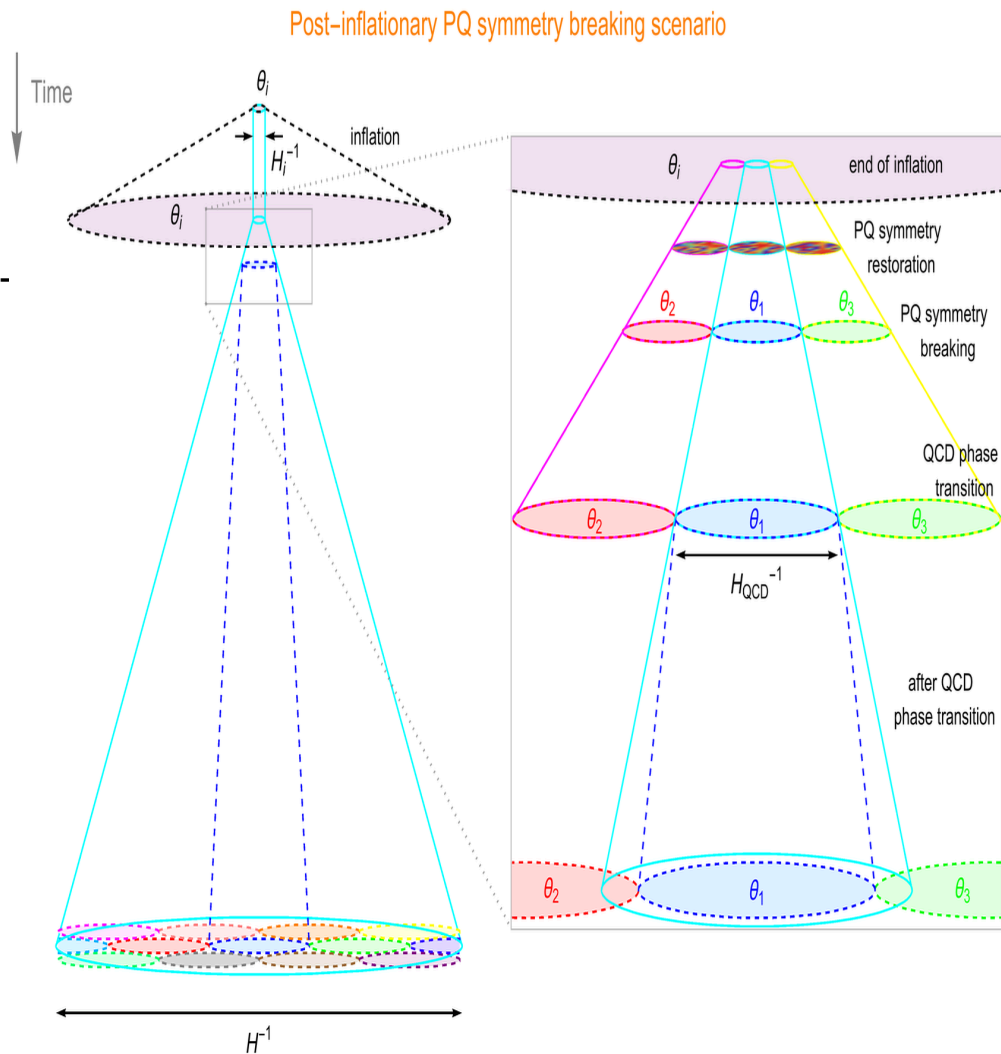 Post–inflationary PQ symmetry breaking scenario
Time
θi
inflation
Hi−1
θi
H−1
θi
end of inflation
PQ symmetry
restoration
θ2
θ1
θ3
PQ symmetry
breaking
QCD phase
transition
θ2
θ1
θ3
HQCD−1
after QCD
phase transition
θ2
θ1
θ3